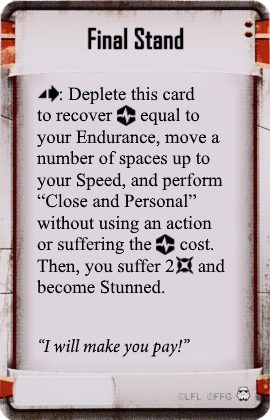 Final Stand
: Deplete this card
to recover equal to
your Endurance, move a
number of spaces up to
your Speed, and perform
“Close and Personal”
without using an action
or suffering the cost.
Then, you suffer 2 and
become Stunned.
“I will make you pay!”
©LFL ©FFG